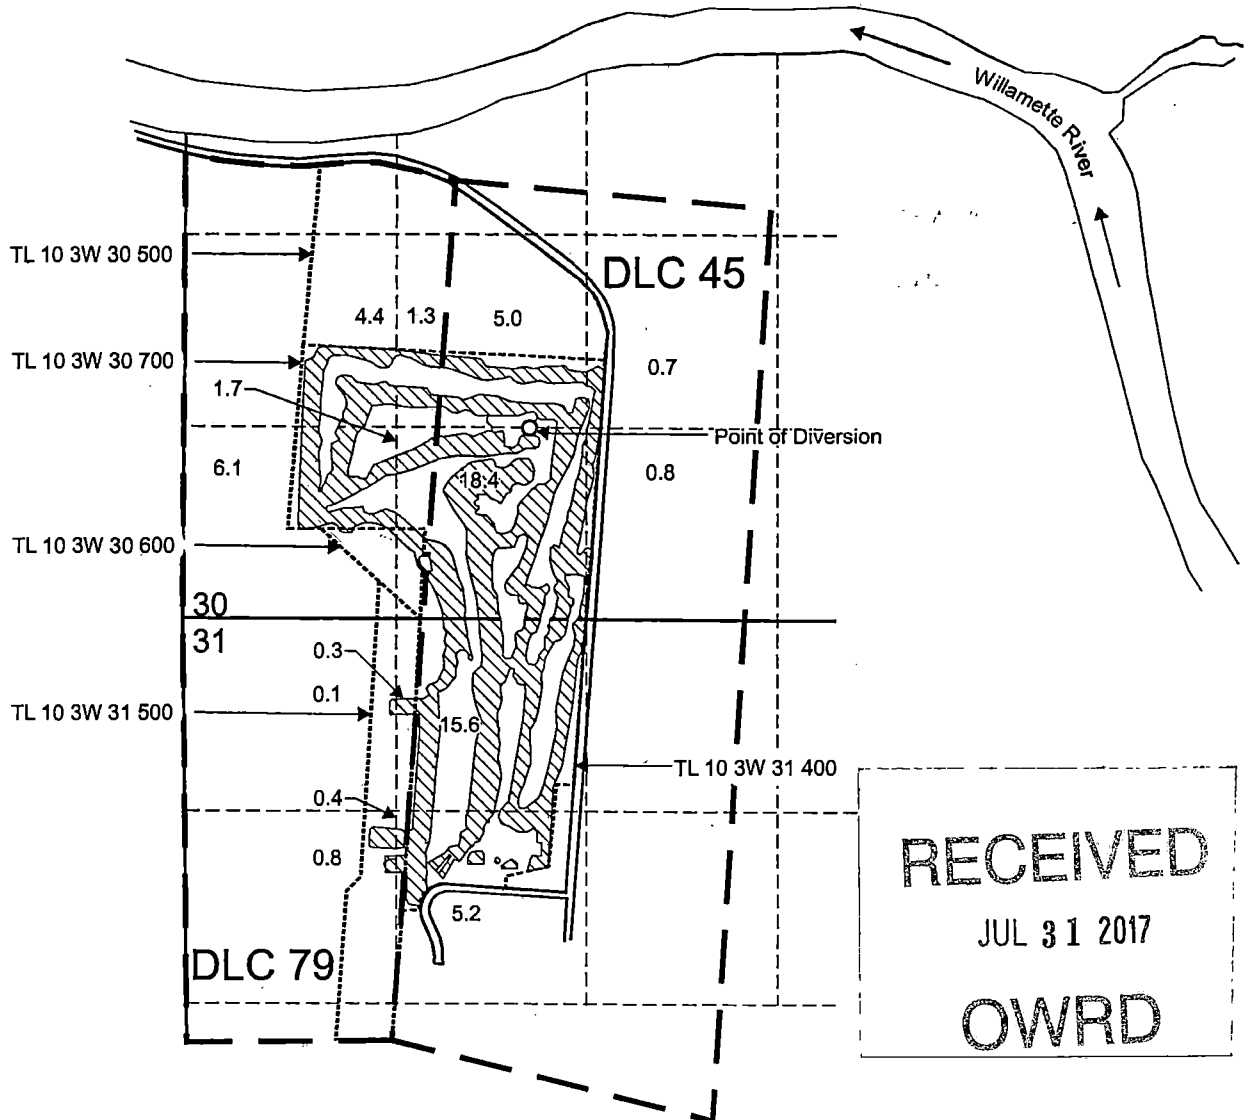 Willamette River
TL 10 3W 30 500
DLC 45
4.4
1.3
5.0
TL 10 3W 30 700
0.7
1.7
Point of Diversion
6.1
18.4
0.8
TL 10 3W 30 600
30
31
0.3
0.1
TL 10 3W 31 500
15.6
TL 10 3W 31 400
0.4
0.8
5.2
DLC 79
RECEIVED
JUL 31 2017
OWRD